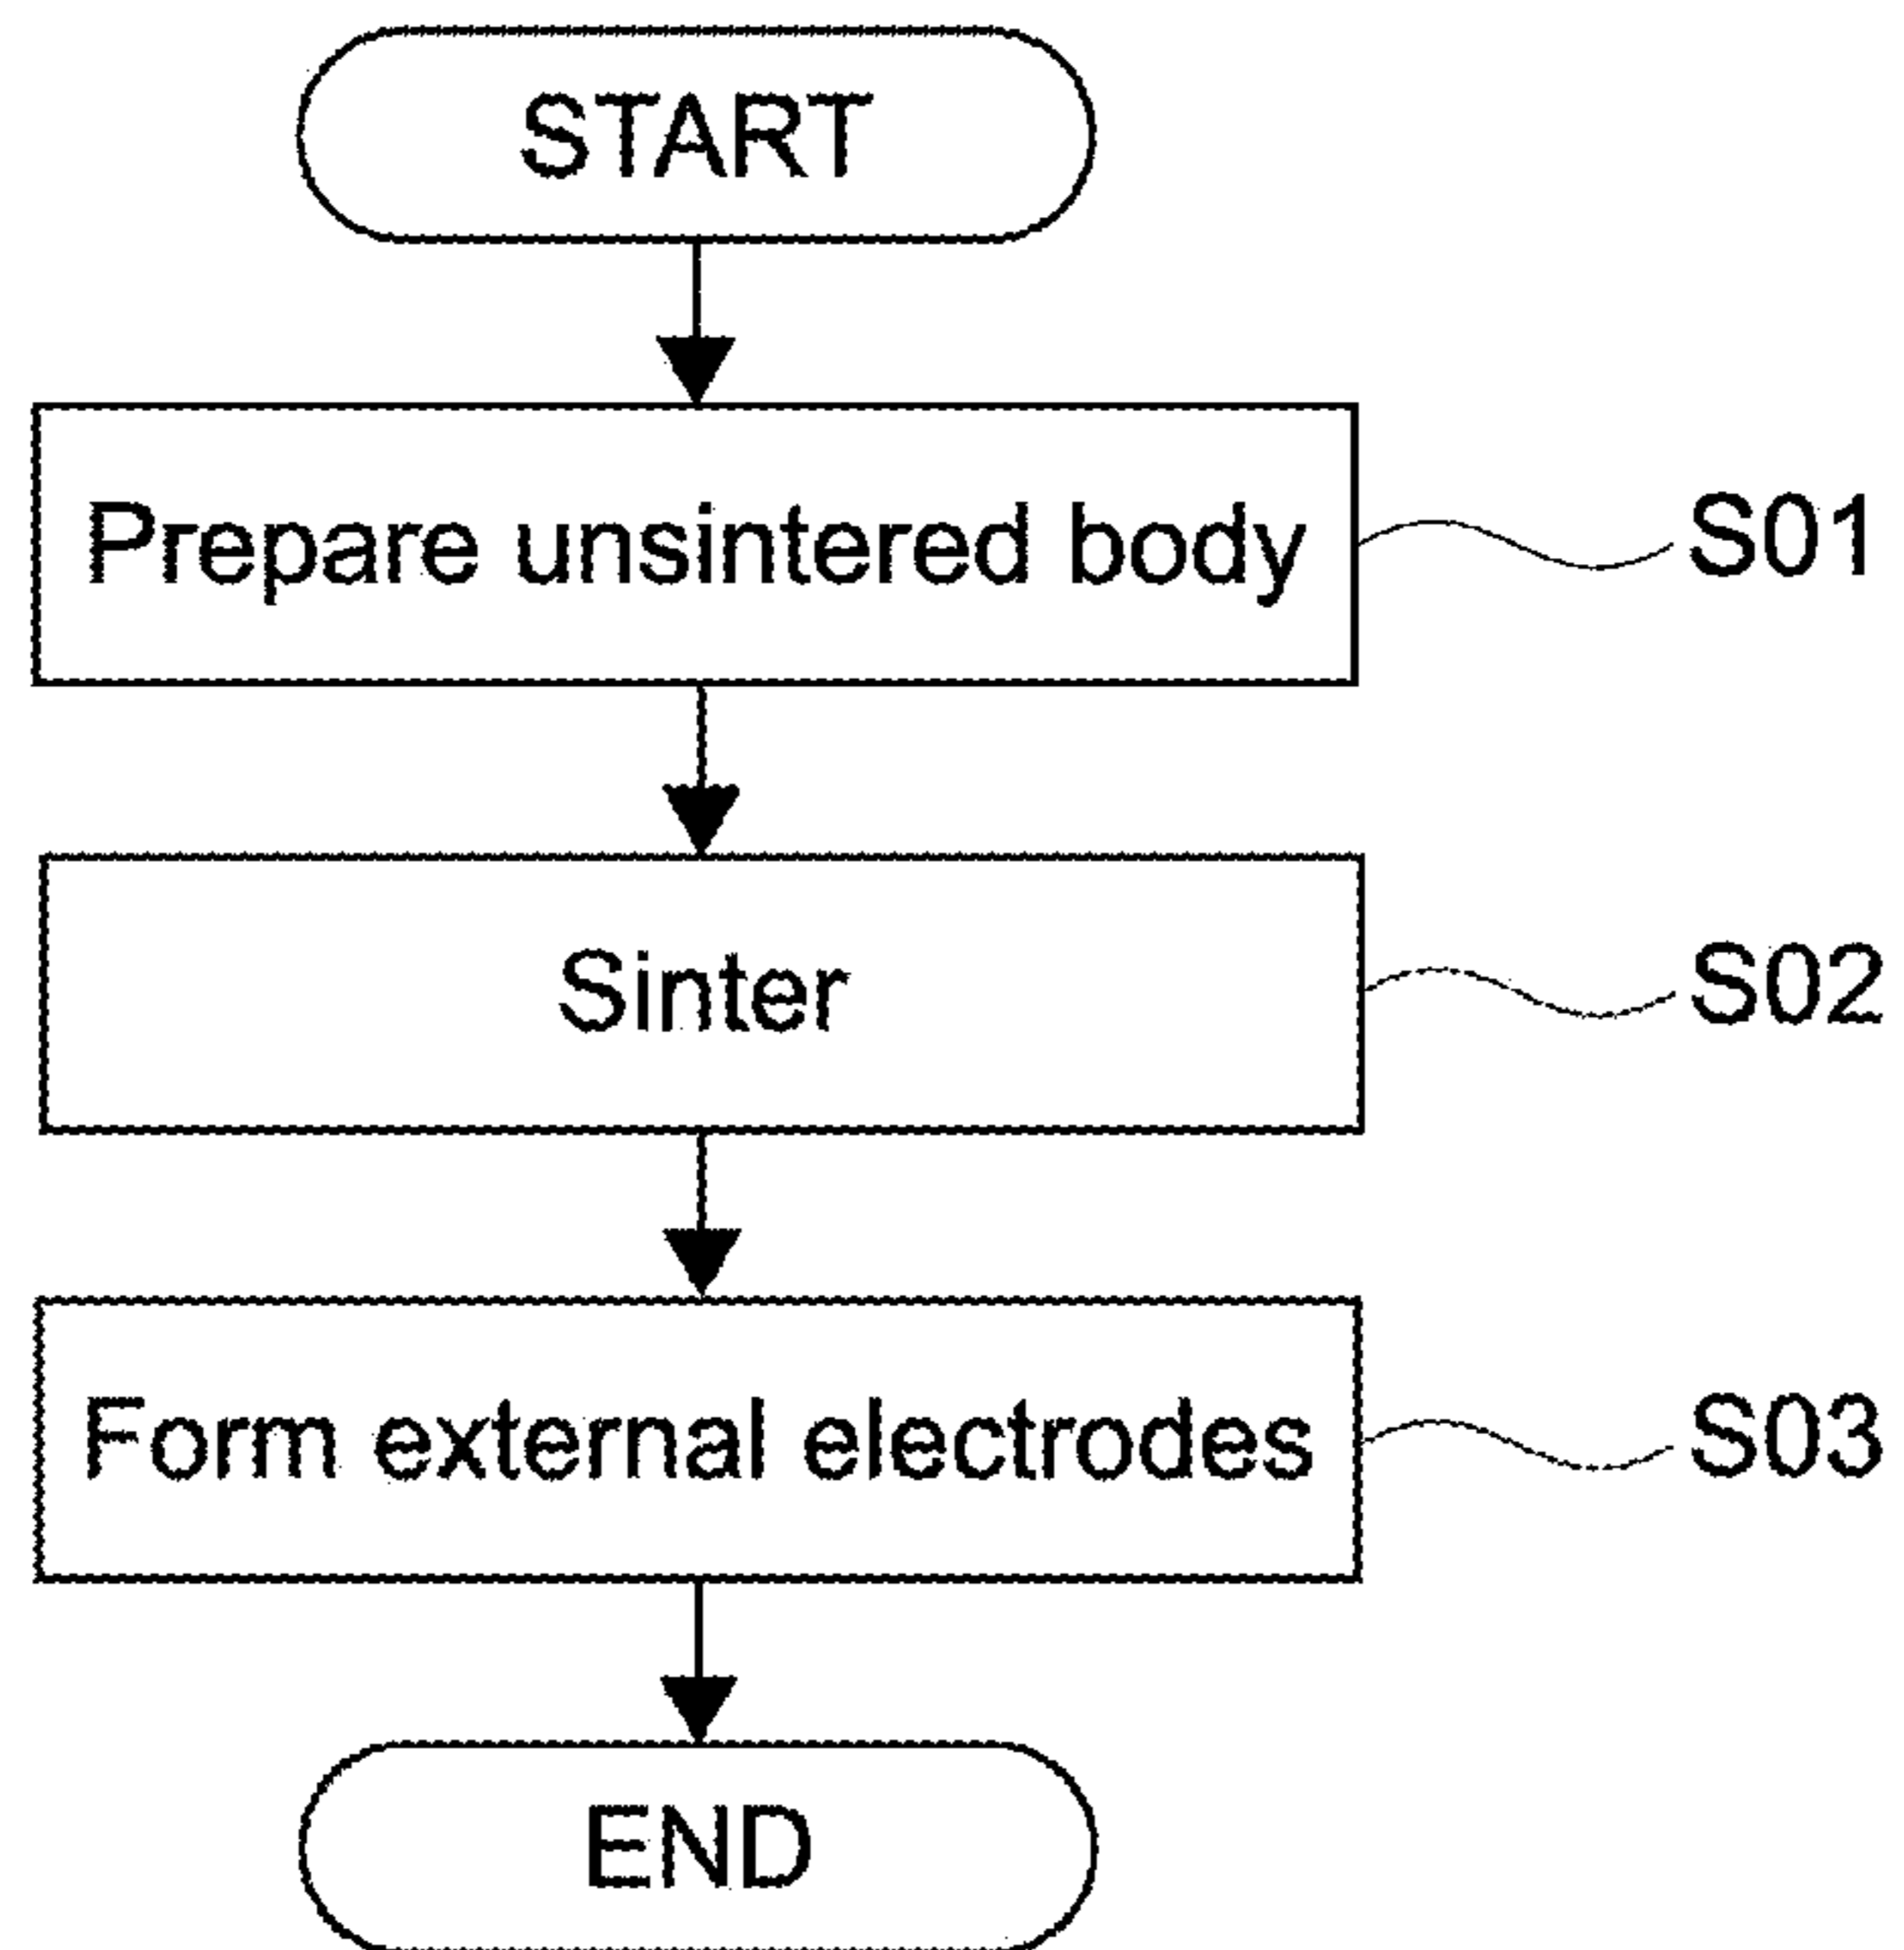 START
Prepare unsintered body
S01
Sinter
S02
Form external electrodes
S03
END